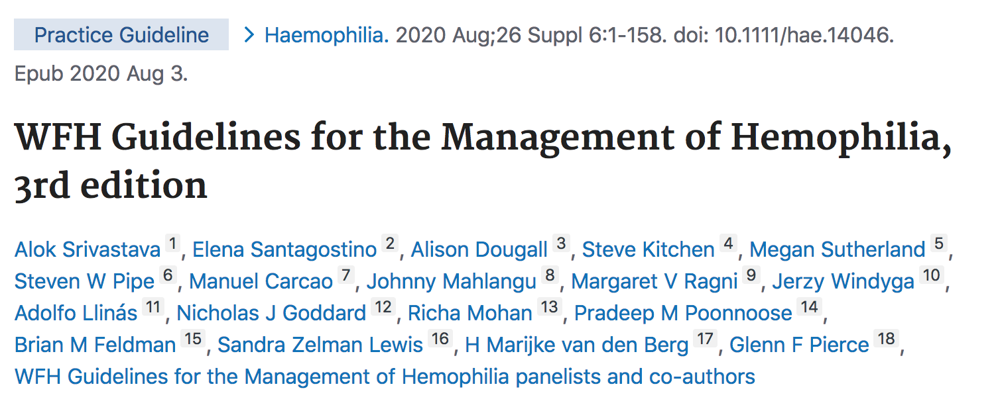 Practice Guideline > Haemophilia. 2020 Aug;26 Suppl 6:1-158. doi: 10.1111/hae.14046.
Epub 2020 Aug 3.
WFH Guidelines for the Management of Hemophilia,
3rd edition
Alok Srivastava 1, Elena Santagostino 2, Alison Dougall 3, Steve Kitchen 4, Megan Sutherland 5,
Steven W Pipe 6, Manuel Carcao 7, Johnny Mahlangu 8, Margaret V Ragni 9, Jerzy Windyga 10,
Adolfo Llinás 11, Nicholas J Goddard 12, Richa Mohan 13, Pradeep M Poonnoose 14,
Brian M Feldman 15, Sandra Zelman Lewis 16, H Marijke van den Berg 17, Glenn F Pierce 18,
WFH Guidelines for the Management of Hemophilia panelists and co-authors